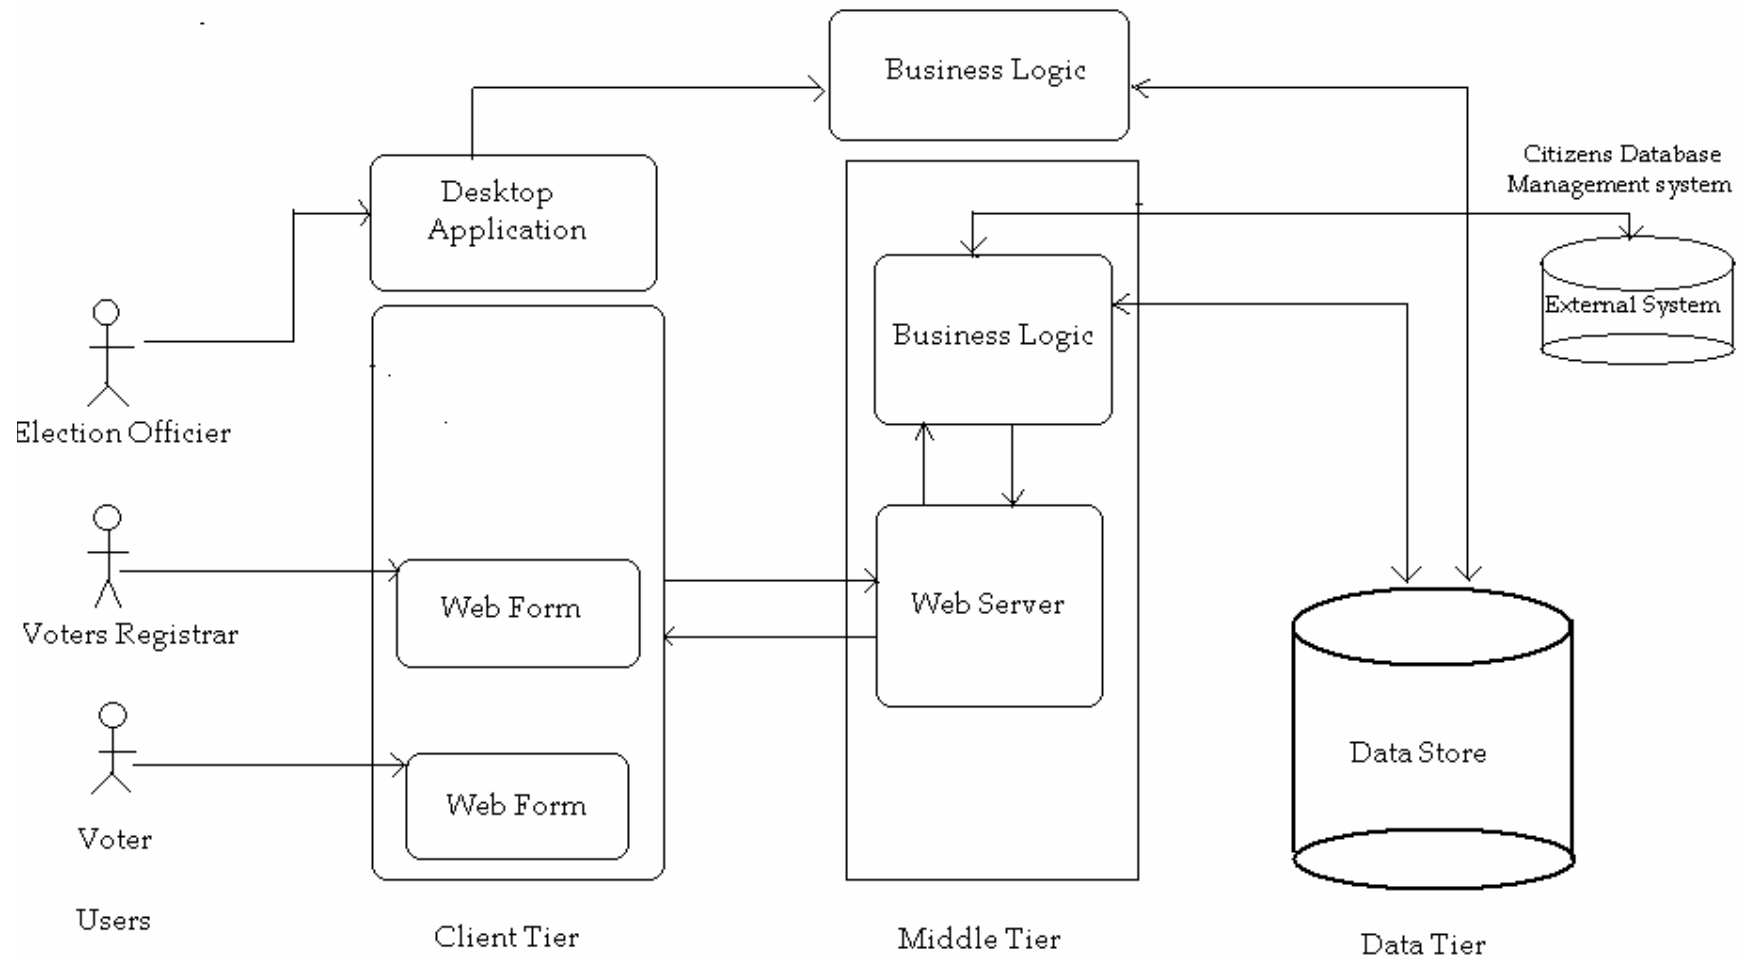 Business Logic
Citizens Database
Management system
Desktop
Application
External System
Business Logic
Election Officier
Web Form
Web Server
Voters Registrar
Data Store
Web Form
Voter
Users
Client Tier
Middle Tier
Data Tier